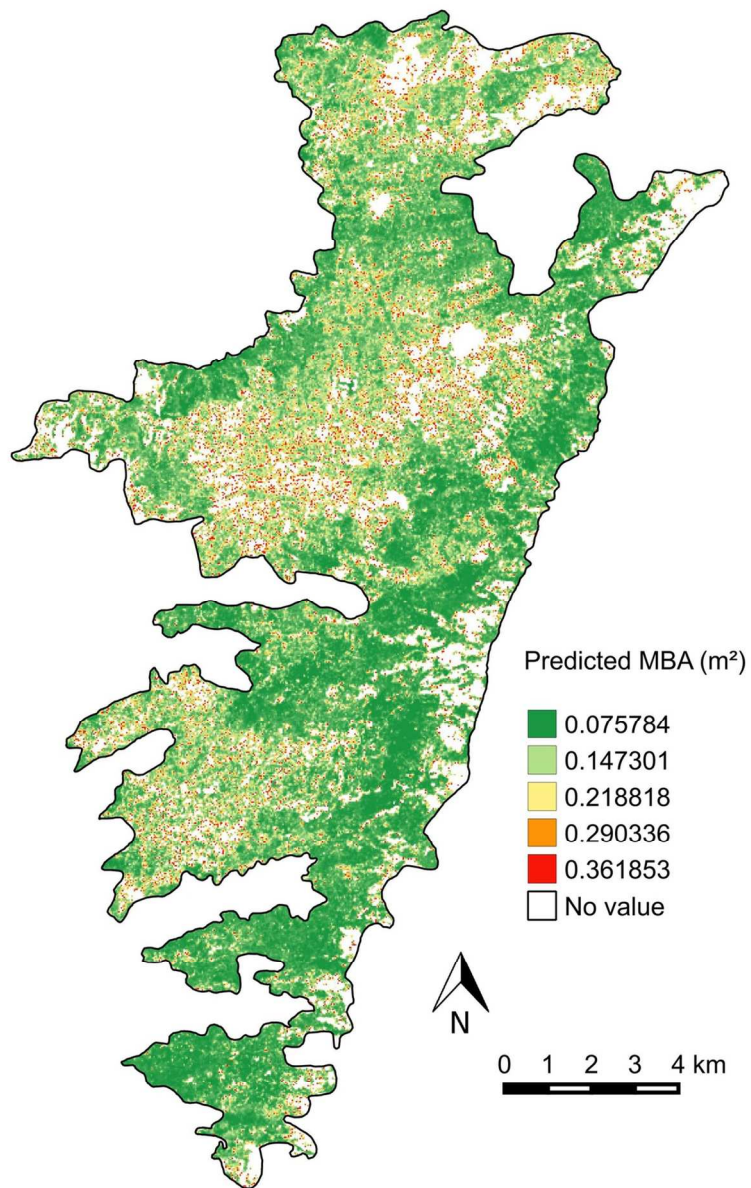 Predicted MBA (m²)
0.075784
0.147301
0.218818
0.290336
0.361853
No value
N
0 1 2 3 4 km